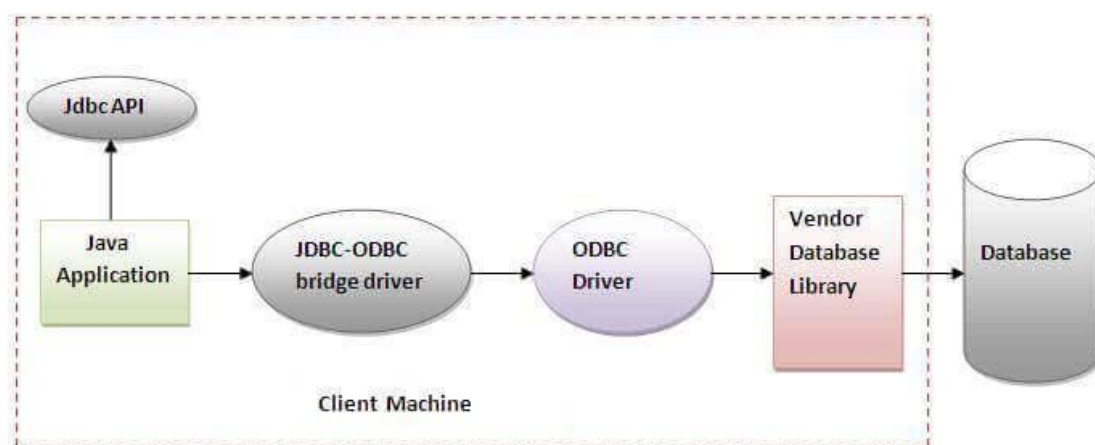 Jdbc API
Java
Application
JDBC-ODBC
bridge driver
ODBC
Driver
Vendor
Database
Library
Database
Client Machine